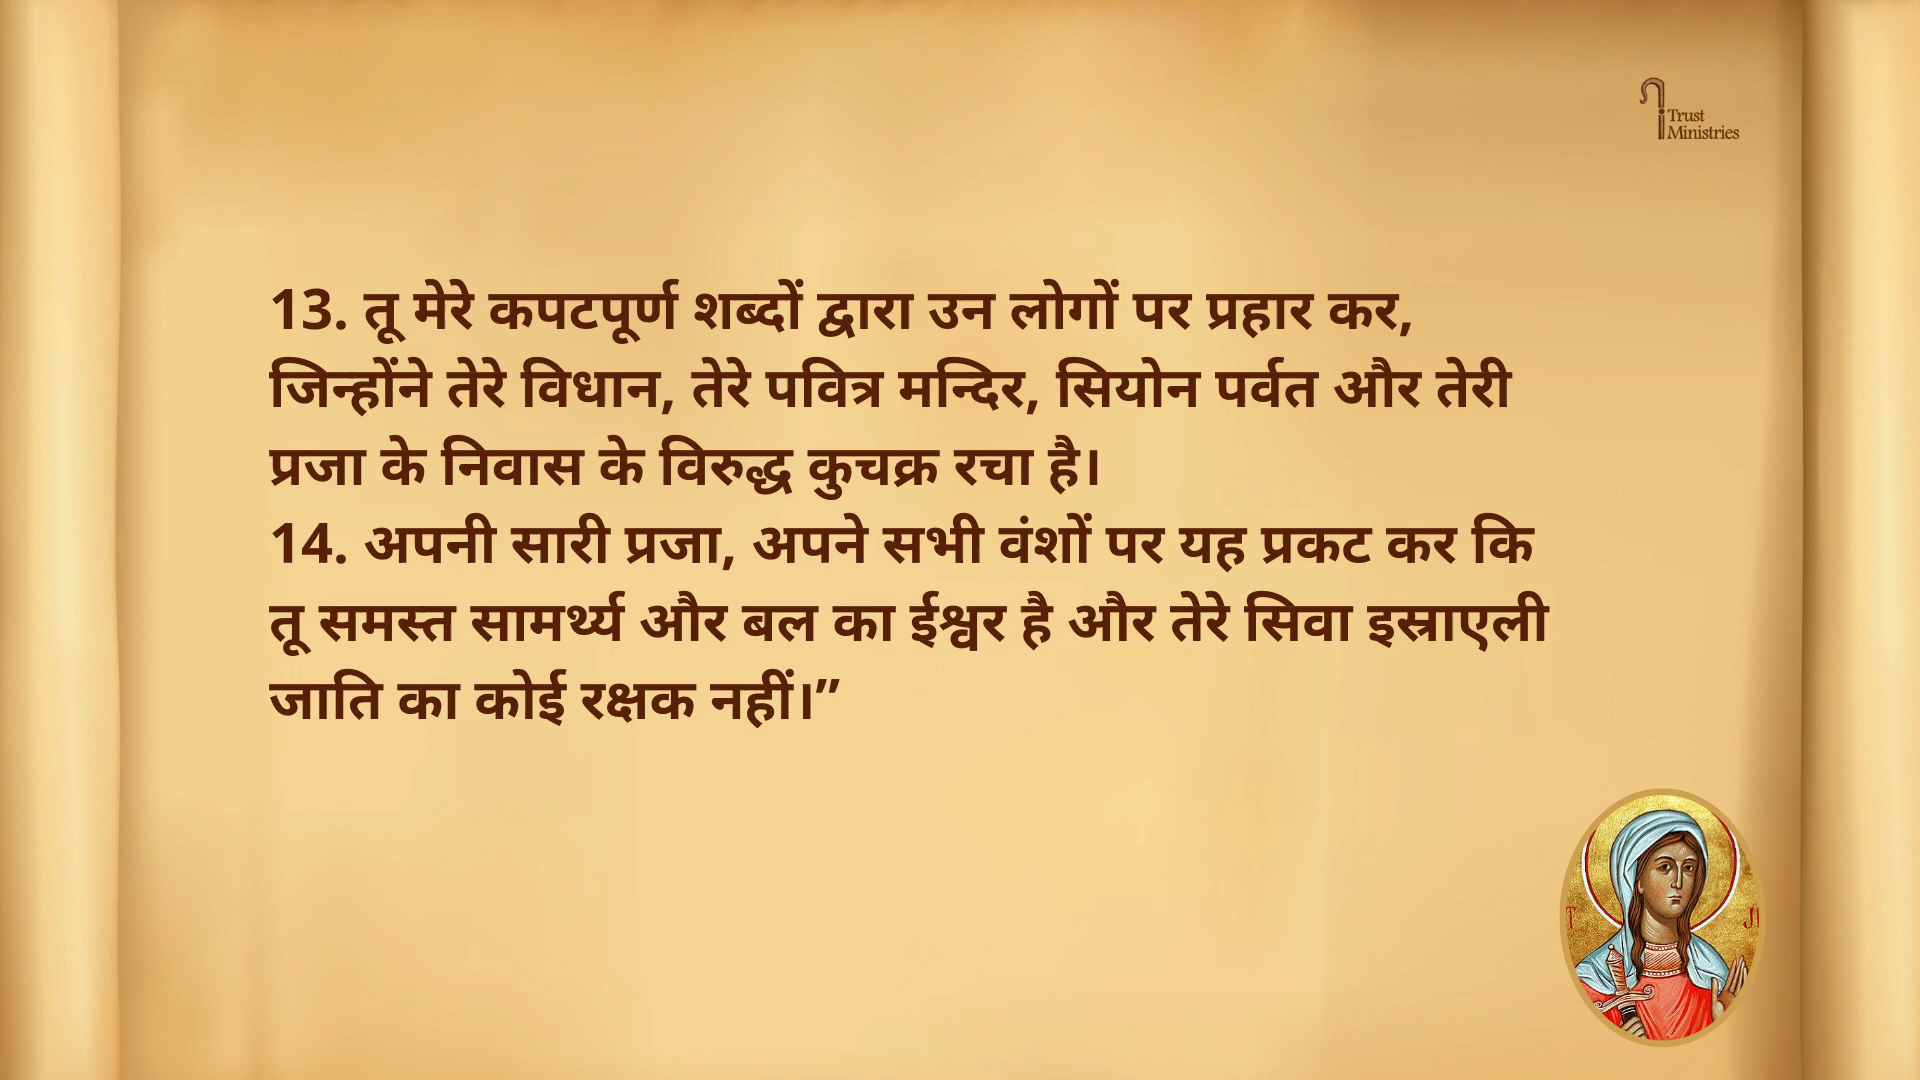 Trust
Ministries
13. तू मेरे कपटपूर्ण शब्दों द्वारा उन लोगों पर प्रहार कर,
जिन्होंने तेरे विधान, तेरे पवित्र मन्दिर, सियोन पर्वत और तेरी
प्रजा के निवास के विरुद्ध कुचक्र रचा है।
14. अपनी सारी प्रजा, अपने सभी वंशों पर यह प्रकट कर कि
तू समस्त सामर्थ्य और बल का ईश्वर है और तेरे सिवा इस्राएली
जाति का कोई रक्षक नहीं।”